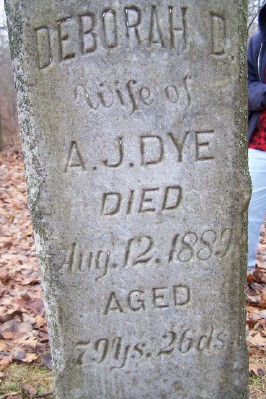 DEBORAH D.
Wife of
A. J. DYE
DIED
Aug. 12. 1889
AGED
79 Ys. 26 ds.